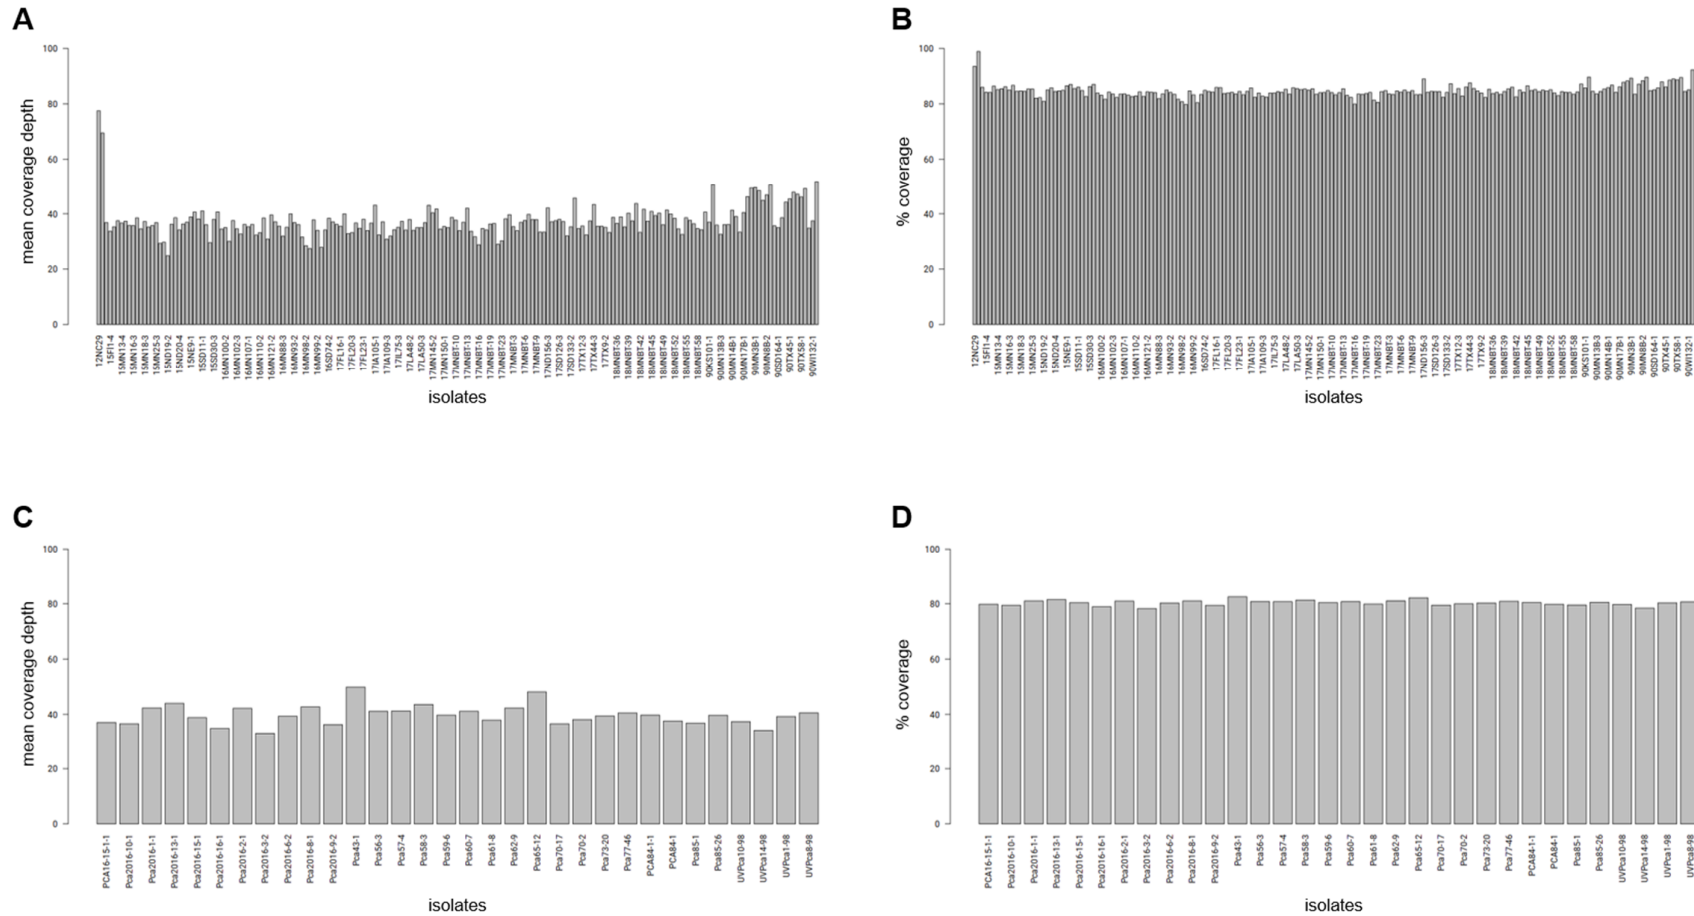 A
mean coverage depth
100
80
60
40
20
0
12NC29
15Fl1-4
15MN13-4
15MN16-3
15MN18-3
15MN25-3
15ND19-2
15ND20-4
15NE9-1
15SD11-1
15SD30-3
16MN100-2
16MN102-3
16MN107-1
16MN110-2
16MN121-2
16MN88-3
16MN93-2
16MN98-2
16MN99-2
16SD74-2
17FL16-1
17FL20-3
17FL23-1
17IA105-1
17IA109-3
17IL75-3
17LA48-2
17LA50-3
17MN145-2
17MN150-1
17MNBT-10
17MNBT-13
17MNBT-16
17MNBT-19
17MNBT-23
17MNBT-3
17MNBT-6
17MNBT-9
17ND156-3
17SD126-3
17SD133-2
17TX12-3
17TX44-3
17TX9-2
18MNBT-36
18MNBT-39
18MNBT-42
18MNBT-45
18MNBT-49
18MNBT-52
18MNBT-55
18MNBT-58
90KS101-1
90MN13B-3
90MN14B-1
90MN17B-1
90MN3B-1
90MN8B-2
90SD164-1
90TX45-1
90TX58-1
90WI132-1
isolates
B
% coverage
100
80
60
40
20
0
12NC29
15Fl1-4
15MN13-4
15MN16-3
15MN18-3
15MN25-3
15ND19-2
15ND20-4
15NE9-1
15SD11-1
15SD30-3
16MN100-2
16MN102-3
16MN107-1
16MN110-2
16MN121-2
16MN88-3
16MN93-2
16MN98-2
16MN99-2
16SD74-2
17FL16-1
17FL20-3
17FL23-1
17IA105-1
17IA109-3
17IL75-3
17LA48-2
17LA50-3
17MN145-2
17MN150-1
17MNBT-10
17MNBT-13
17MNBT-16
17MNBT-19
17MNBT-23
17MNBT-3
17MNBT-6
17MNBT-9
17ND156-3
17SD126-3
17SD133-2
17TX12-3
17TX44-3
17TX9-2
18MNBT-36
18MNBT-39
18MNBT-42
18MNBT-45
18MNBT-49
18MNBT-52
18MNBT-55
18MNBT-58
90KS101-1
90MN13B-3
90MN14B-1
90MN17B-1
90MN3B-1
90MN8B-2
90SD164-1
90TX45-1
90TX58-1
90WI132-1
isolates
C
mean coverage depth
100
80
60
40
20
0
PCA16-15-1-1
Pca2016-10-1
Pca2016-1-1
Pca2016-13-1
Pca2016-15-1
Pca2016-16-1
Pca2016-2-1
Pca2016-3-2
Pca2016-6-2
Pca2016-8-1
Pca2016-9-2
Pca43-1
Pca56-3
Pca57-4
Pca58-3
Pca59-6
Pca60-7
Pca61-8
Pca62-9
Pca65-12
Pca70-17
Pca70-2
Pca73-20
Pca77-46
PCA84-1-1
PCA84-1
Pca85-1
Pca85-26
UVPca10-98
UVPca14-98
UVPca1-98
UVPca8-98
isolates
D
% coverage
100
80
60
40
20
0
PCA16-15-1-1
Pca2016-10-1
Pca2016-1-1
Pca2016-13-1
Pca2016-15-1
Pca2016-16-1
Pca2016-2-1
Pca2016-3-2
Pca2016-6-2
Pca2016-8-1
Pca2016-9-2
Pca43-1
Pca56-3
Pca57-4
Pca58-3
Pca59-6
Pca60-7
Pca61-8
Pca62-9
Pca65-12
Pca70-17
Pca70-2
Pca73-20
Pca77-46
PCA84-1-1
PCA84-1
Pca85-1
Pca85-26
UVPca10-98
UVPca14-98
UVPca1-98
UVPca8-98
isolates